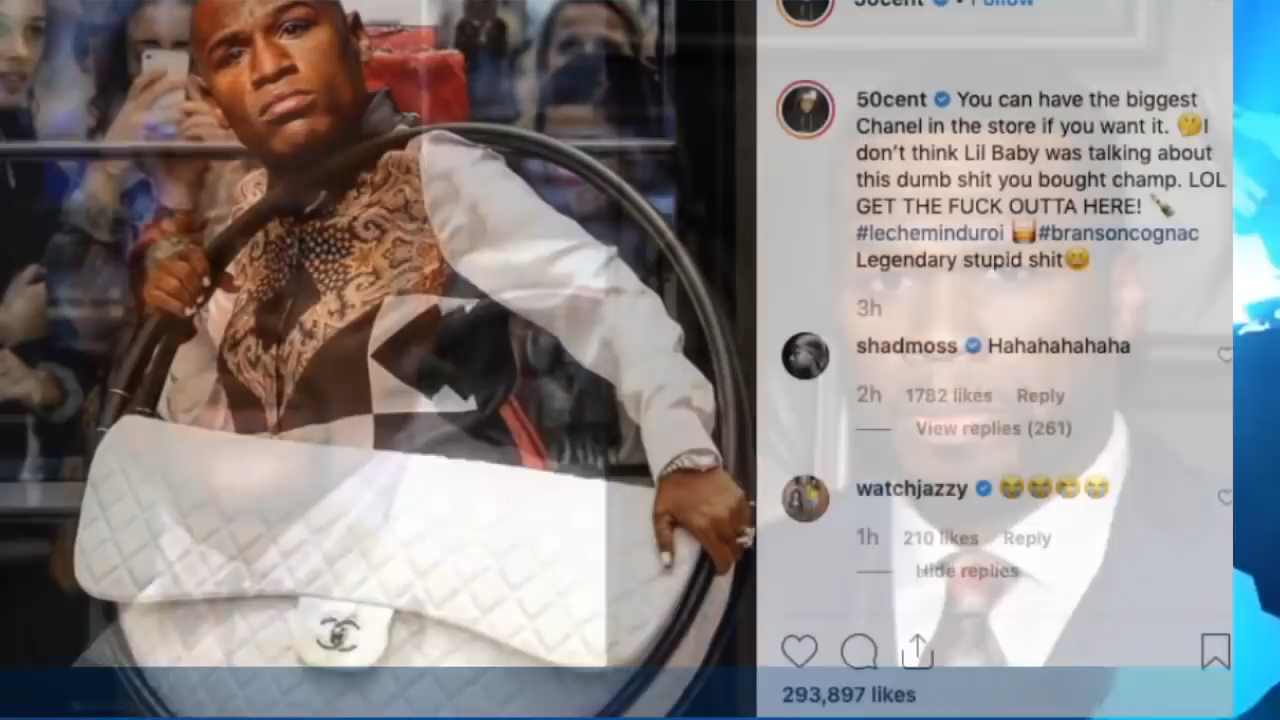 50cent • Follow
50cent You can have the biggest
Chanel in the store if you want it. 🤔I
don't think Lil Baby was talking about
this dumb shit you bought champ. LOL
GET THE FUCK OUTTA HERE! 🍾
#lecheminduroi 🥃#bransoncognac
Legendary stupid shit😀
3h
shadmoss Hahahahahaha
2h 1782 likes Reply
View replies (261)
watchjazzy 😭😭😭😭
1h 210 likes Reply
Hide replies
293,897 likes